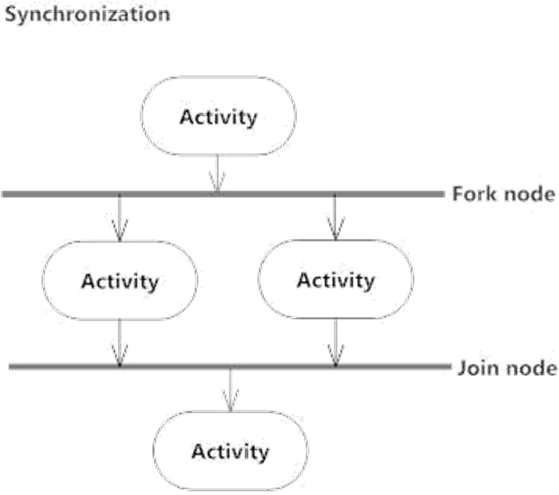 Synchronization
Activity
Fork node
Activity
Activity
Join node
Activity